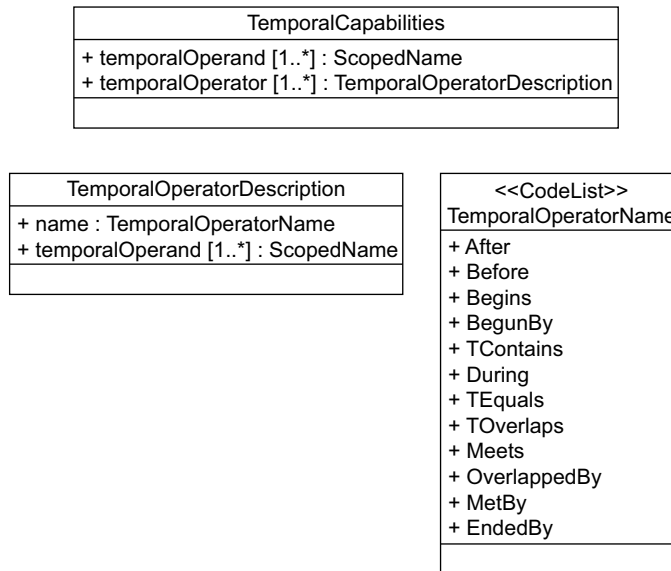 TemporalCapabilities
+ temporalOperand [1..*] : ScopedName
+ temporalOperator [1..*] : TemporalOperatorDescription
TemporalOperatorDescription
+ name : TemporalOperatorName
+ temporalOperand [1..*] : ScopedName
<<CodeList>>
TemporalOperatorName
+ After
+ Before
+ Begins
+ BegunBy
+ TContains
+ During
+ TEquals
+ TOverlaps
+ Meets
+ OverlappedBy
+ MetBy
+ EndedBy